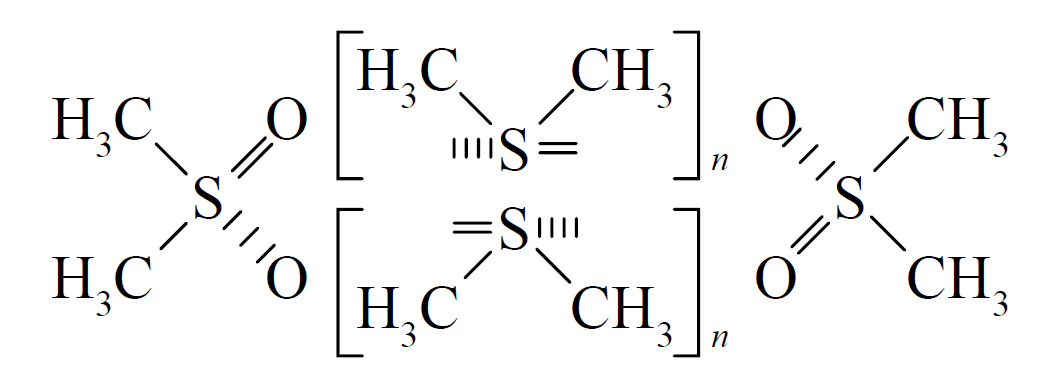 H₃C CH₃
H₃C O O CH₃
S n
S S
S
H₃C O O CH₃
H₃C CH₃
n